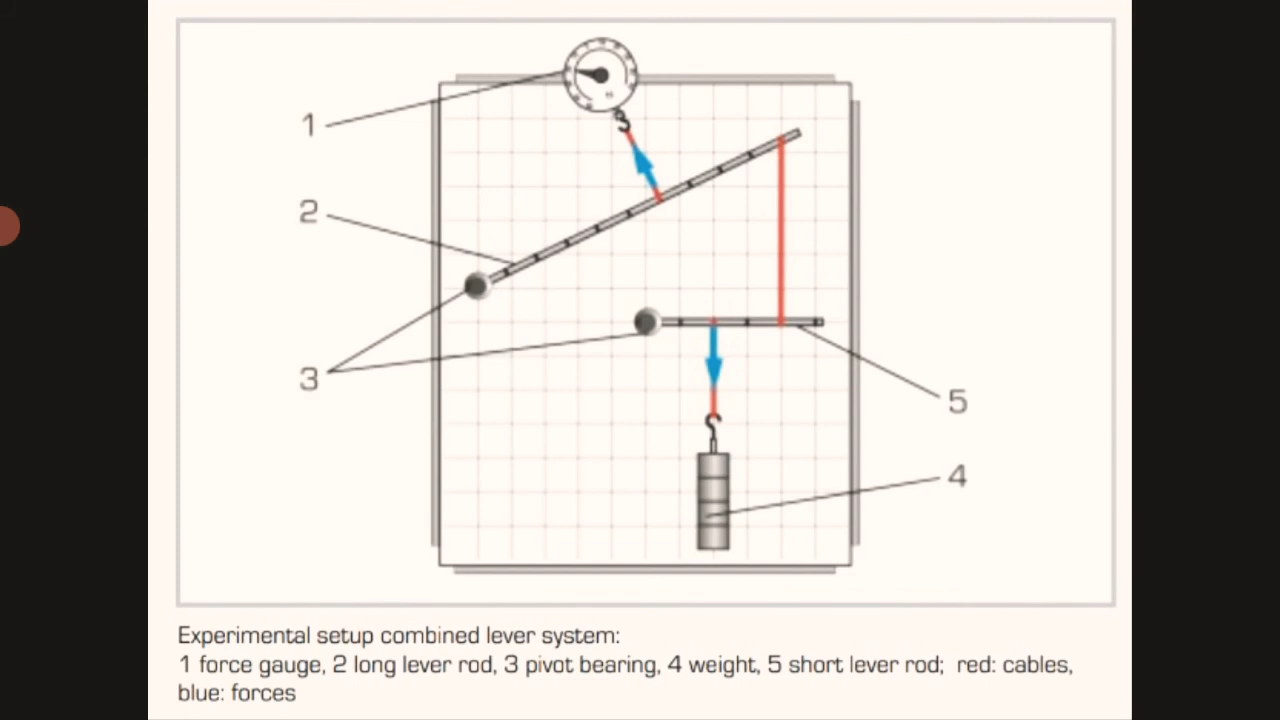 1
2
3
5
4
Experimental setup combined lever system:
1 force gauge, 2 long lever rod, 3 pivot bearing, 4 weight, 5 short lever rod; red: cables,
blue: forces